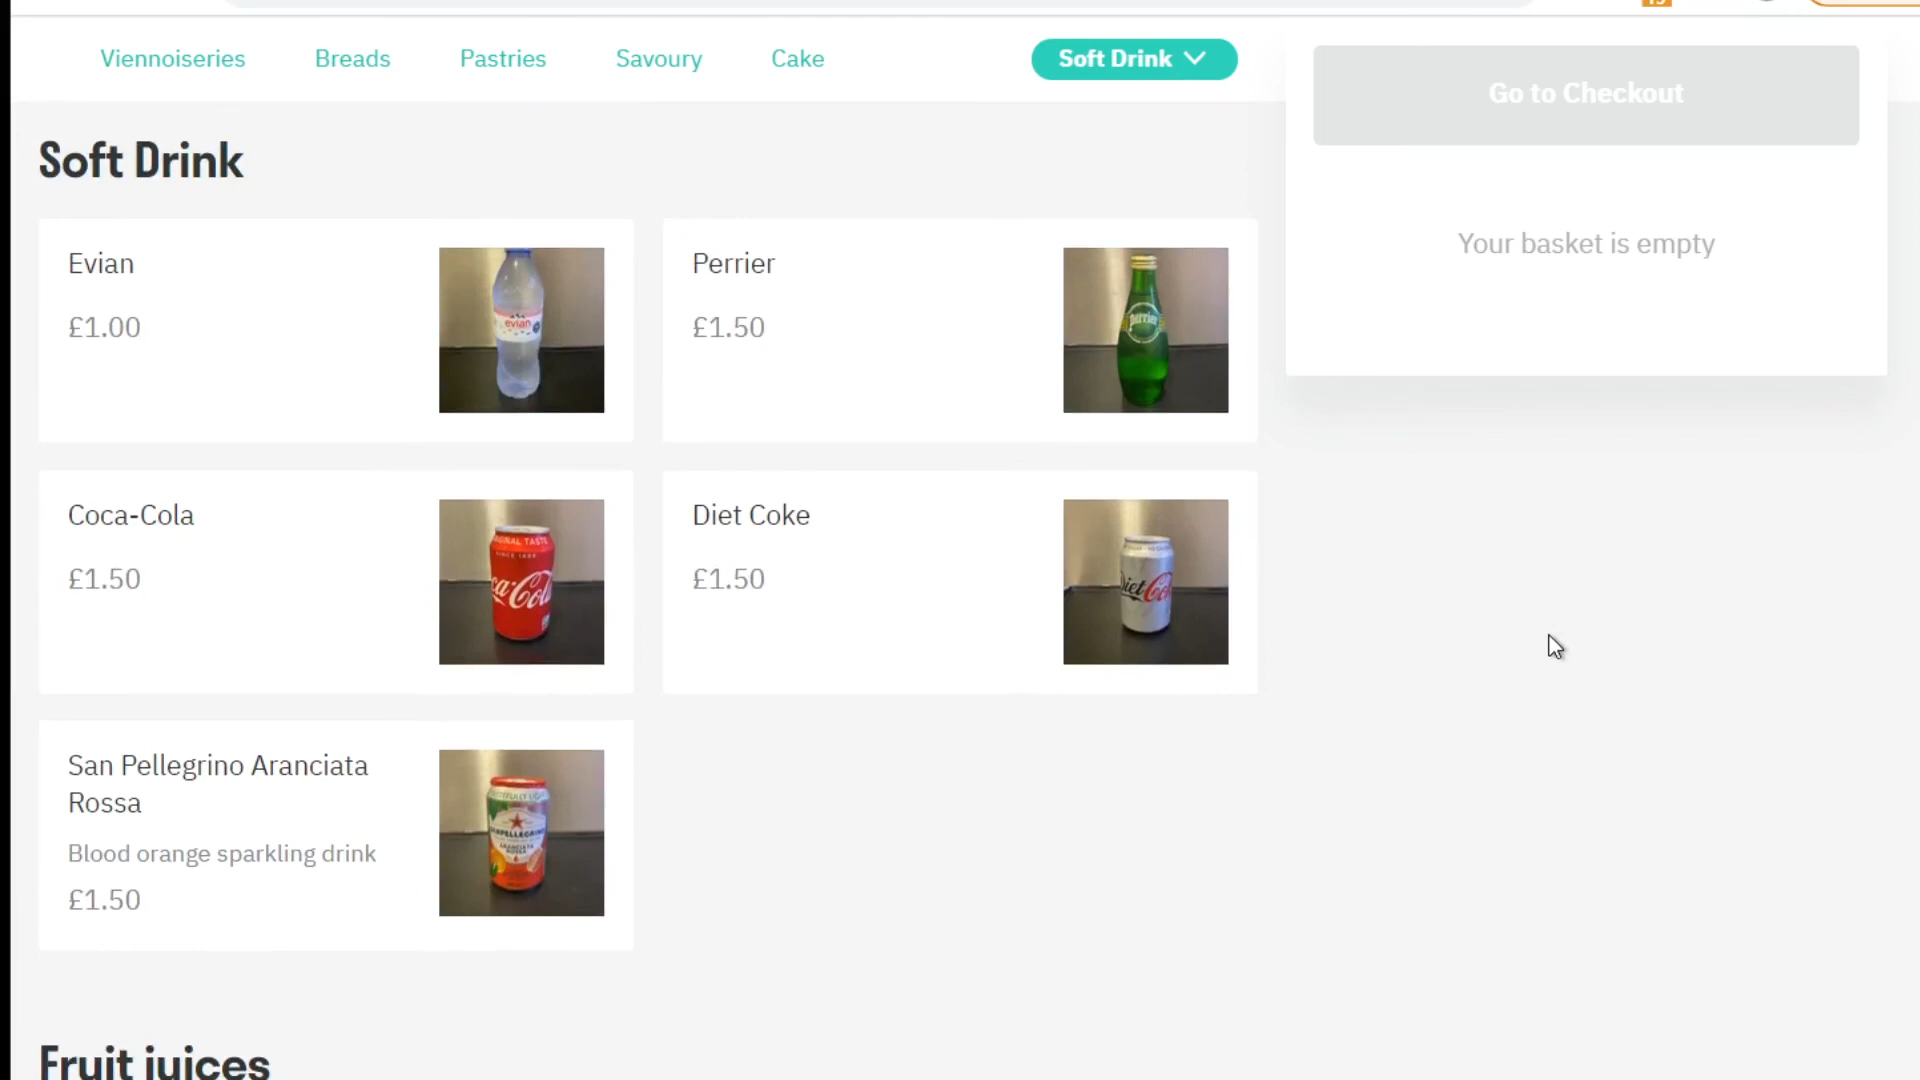 Viennoiseries Breads Pastries Savoury Cake Soft Drink
Go to Checkout
Your basket is empty
Soft Drink
Evian
£1.00
evian
Perrier
£1.50
Perrier
Coca-Cola
£1.50
Diet Coke
£1.50
San Pellegrino Aranciata
Rossa
Blood orange sparkling drink
£1.50
Fruit juices